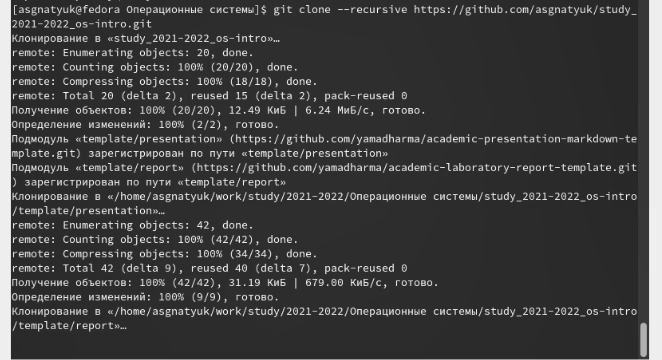 [asgnatyuk@fedora Операционные системы]$ git clone --recursive https://github.com/asgnatyuk/study_
2021-2022_os-intro.git
Клонирование в «study_2021-2022_os-intro»…
remote: Enumerating objects: 20, done.
remote: Counting objects: 100% (20/20), done.
remote: Compressing objects: 100% (18/18), done.
remote: Total 20 (delta 2), reused 15 (delta 2), pack-reused 0
Получение объектов: 100% (20/20), 12.49 КиБ | 6.24 МиБ/с, готово.
Определение изменений: 100% (2/2), готово.
Подмодуль «template/presentation» (https://github.com/yamadharma/academic-presentation-markdown-te
mplate.git) зарегистрирован по пути «template/presentation»
Подмодуль «template/report» (https://github.com/yamadharma/academic-laboratory-report-template.git
) зарегистрирован по пути «template/report»
Клонирование в «/home/asgnatyuk/work/study/2021-2022/Операционные системы/study_2021-2022_os-intro
/template/presentation»…
remote: Enumerating objects: 42, done.
remote: Counting objects: 100% (42/42), done.
remote: Compressing objects: 100% (34/34), done.
remote: Total 42 (delta 9), reused 40 (delta 7), pack-reused 0
Получение объектов: 100% (42/42), 31.19 КиБ | 679.00 КиБ/с, готово.
Определение изменений: 100% (9/9), готово.
Клонирование в «/home/asgnatyuk/work/study/2021-2022/Операционные системы/study_2021-2022_os-intro
/template/report»…